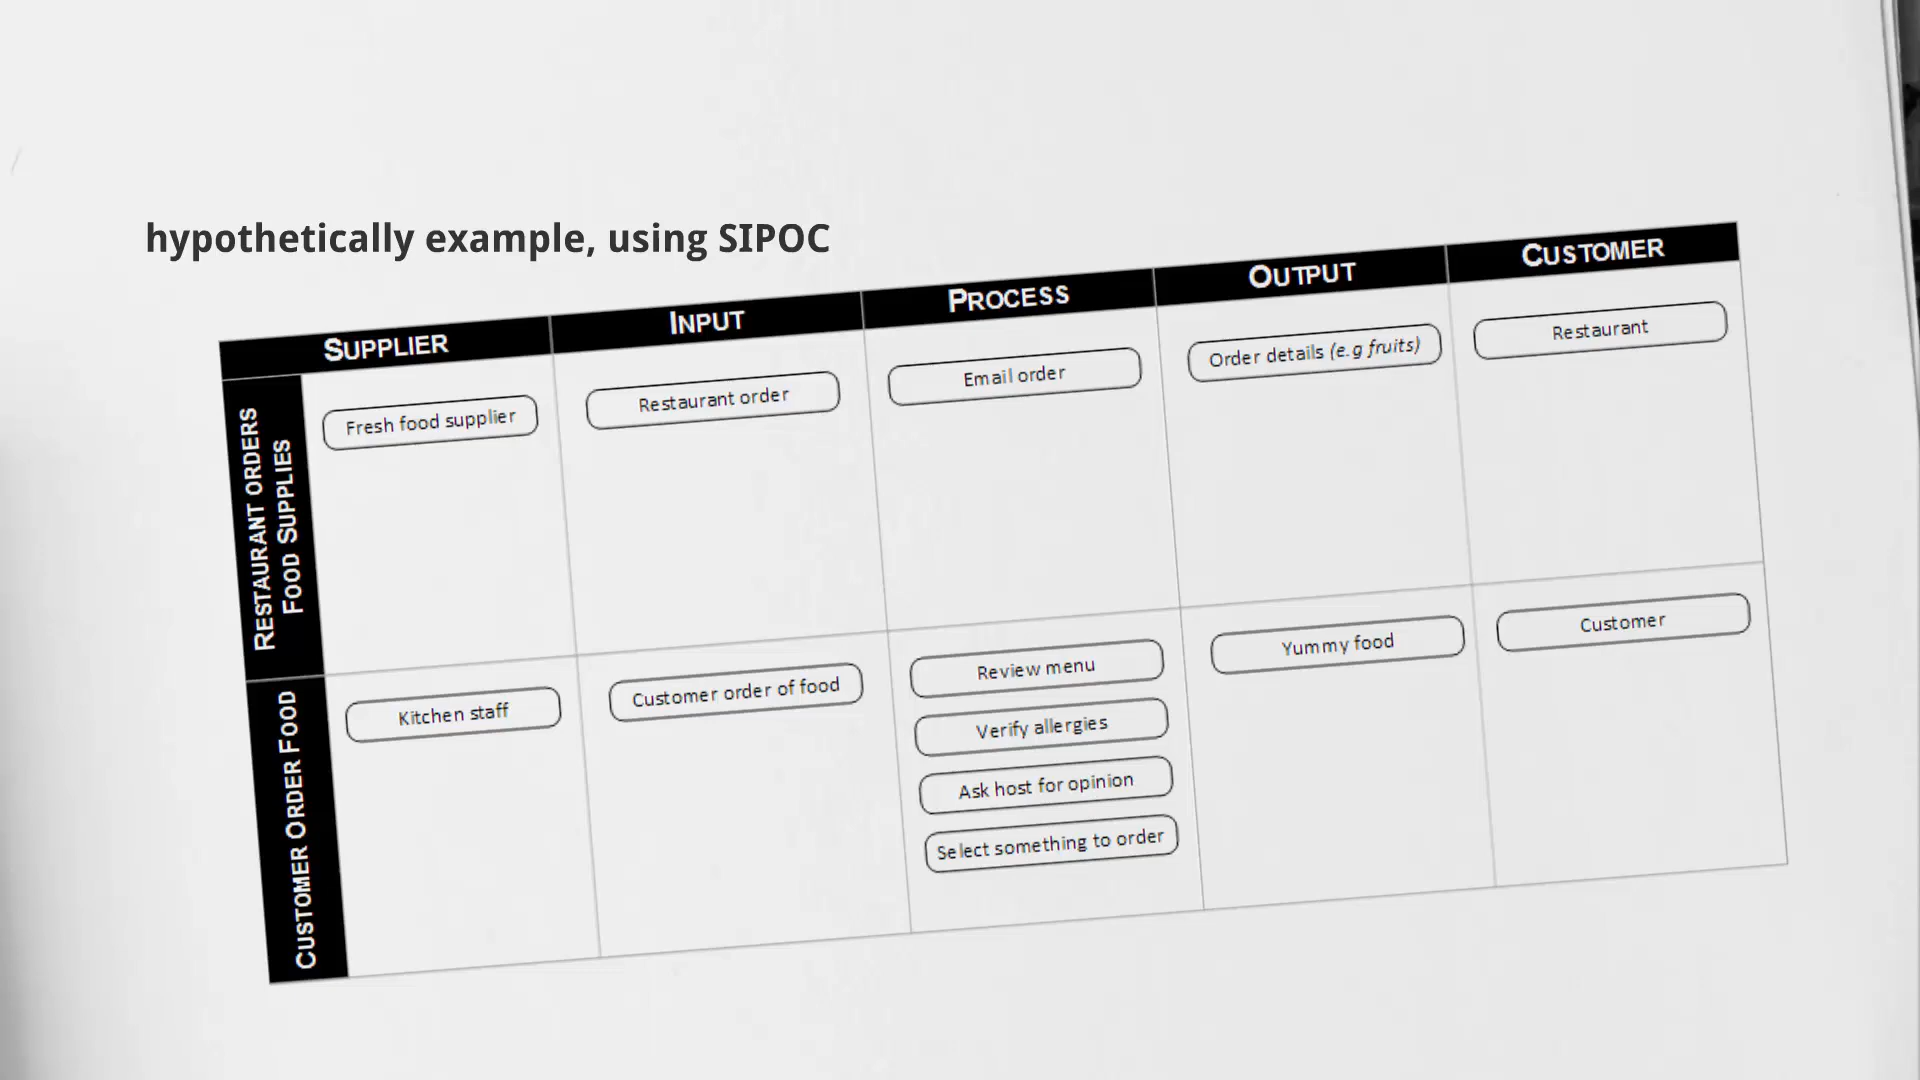 hypothetically example, using SIPOC
SUPPLIER
INPUT
PROCESS
OUTPUT
CUSTOMER
RESTAURANT ORDERS
FOOD SUPPLIES
Fresh food supplier
Restaurant order
Email order
Order details (e.g fruits)
Restaurant
CUSTOMER ORDER FOOD
Kitchen staff
Customer order of food
Review menu
Verify allergies
Ask host for opinion
Select something to order
Yummy food
Customer